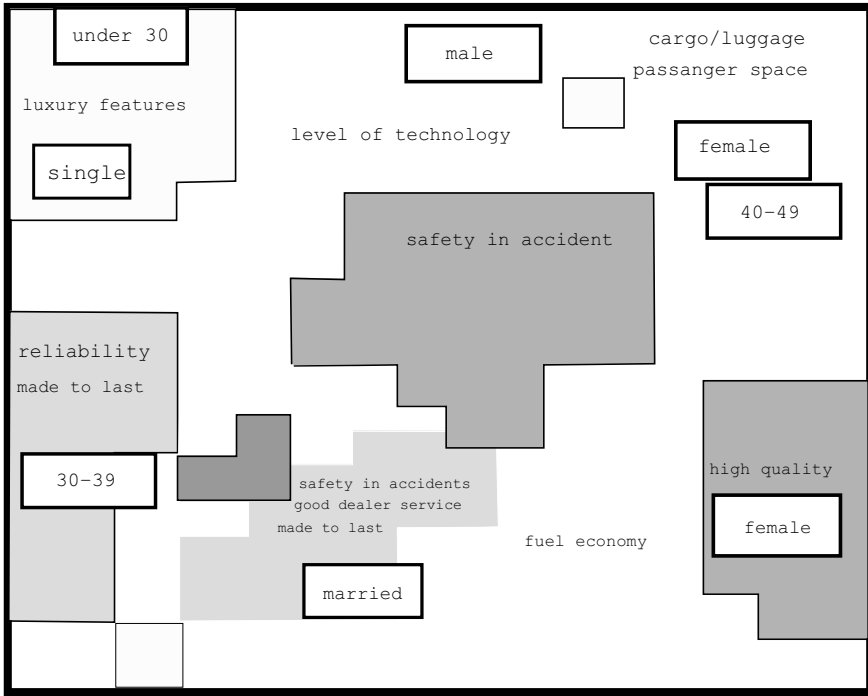 under 30
male
cargo/luggage
passanger space
luxury features
level of technology
female
single
40-49
safety in accident
reliability
made to last
30-39
safety in accidents
good dealer service
made to last
high quality
female
fuel economy
married